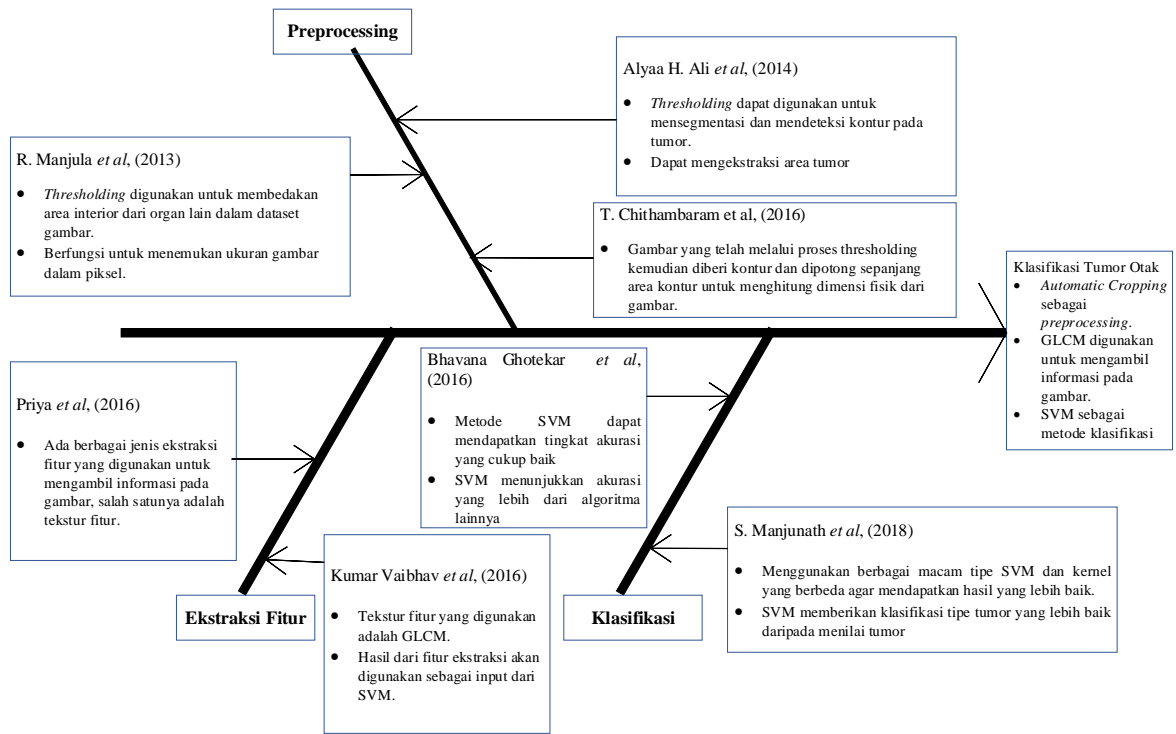 Preprocessing
Alyaa H. Ali et al, (2014)
• Thresholding dapat digunakan untuk
mensegmentasi dan mendeteksi kontur pada
tumor.
• Dapat mengekstraksi area tumor
R. Manjula et al, (2013)
• Thresholding digunakan untuk membedakan
area interior dari organ lain dalam dataset
gambar.
• Berfungsi untuk menemukan ukuran gambar
dalam piksel.
T. Chithambaram et al, (2016)
• Gambar yang telah melalui proses thresholding
kemudian diberi kontur dan dipotong sepanjang
area kontur untuk menghitung dimensi fisik dari
gambar.
Klasifikasi Tumor Otak
• Automatic Cropping
sebagai
preprocessing.
• GLCM digunakan
untuk mengambil
informasi pada
gambar.
• SVM sebagai
metode klasifikasi
Priya et al, (2016)
• Ada berbagai jenis ekstraksi
fitur yang digunakan untuk
mengambil informasi pada
gambar, salah satunya adalah
tekstur fitur.
Bhavana Ghotekar et al,
(2016)
• Metode SVM dapat
mendapatkan tingkat akurasi
yang cukup baik
• SVM menunjukkan akurasi
yang lebih dari algoritma
lainnya
S. Manjunath et al, (2018)
• Menggunakan berbagai macam tipe SVM dan kernel
yang berbeda agar mendapatkan hasil yang lebih baik.
• SVM memberikan klasifikasi tipe tumor yang lebih baik
daripada menilai tumor
Kumar Vaibhav et al, (2016)
• Tekstur fitur yang digunakan
adalah GLCM.
• Hasil dari fitur ekstraksi akan
digunakan sebagai input dari
SVM.
Ekstraksi Fitur
Klasifikasi